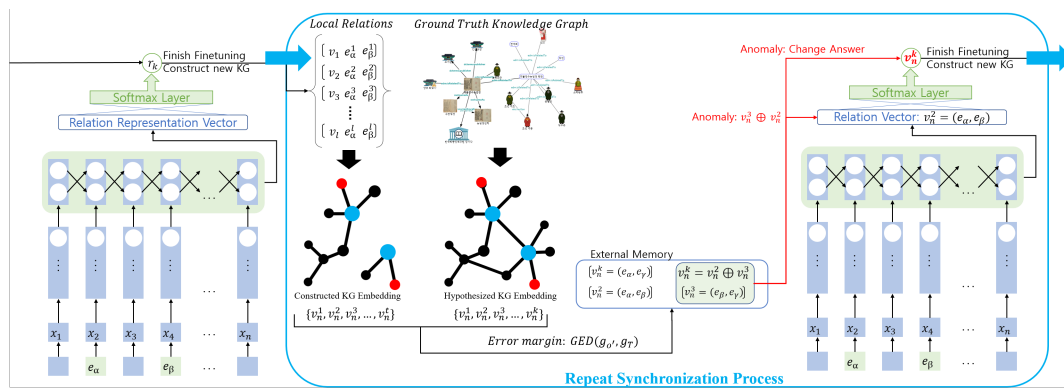 r_k
Finish Finetuning
Construct new KG
Softmax Layer
Relation Representation Vector
...
x_1 x_2 x_3 x_4 ... x_n
e_α e_β ...
Local Relations
[ v_1 e_α^1 e_β^1 ]
[ v_2 e_α^2 e_β^2 ]
[ v_3 e_α^3 e_β^3 ]
[ v_l e_α^l e_β^l ]
Ground Truth Knowledge Graph
Constructed KG Embedding
{v_n^1, v_n^2, v_n^3, ..., v_n^t}
Hypothesized KG Embedding
{v_n^1, v_n^2, v_n^3, ..., v_n^k}
Error margin: GED(g_o′, g_T)
External Memory
[v_n^k = (e_α, e_γ)]
[v_n^2 = (e_α, e_β)]
v_n^k = v_n^2 ⊕ v_n^3
[v_n^3 = (e_β, e_γ)]
Anomaly: Change Answer
Anomaly: v_n^3 ⊕ v_n^2
v_n^k
Finish Finetuning
Construct new KG
Softmax Layer
Relation Vector: v_n^2 = (e_α, e_β)
...
x_1 x_2 x_3 x_4 ... x_n
e_α e_β ...
Repeat Synchronization Process